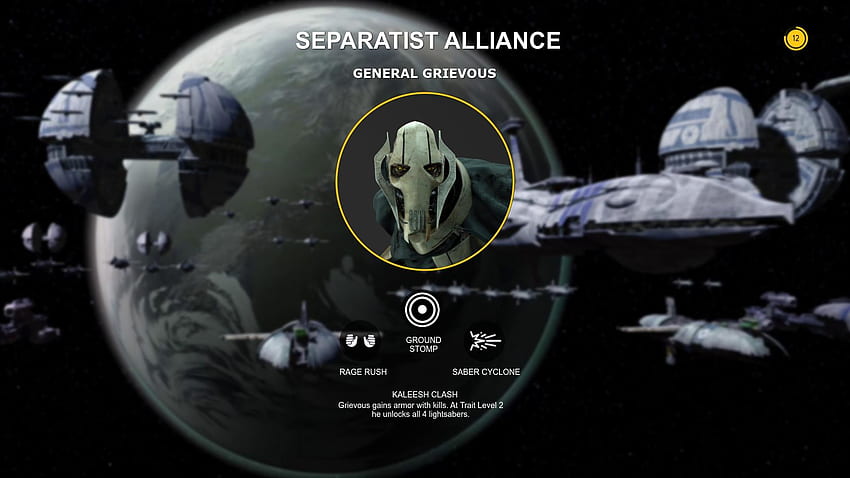 SEPARATIST ALLIANCE
12
GENERAL GRIEVOUS
GROUND
STOMP
RAGE RUSH
SABER CYCLONE
KALEESH CLASH
Grievous gains armor with kills. At Trait Level 2
he unlocks all 4 lightsabers.